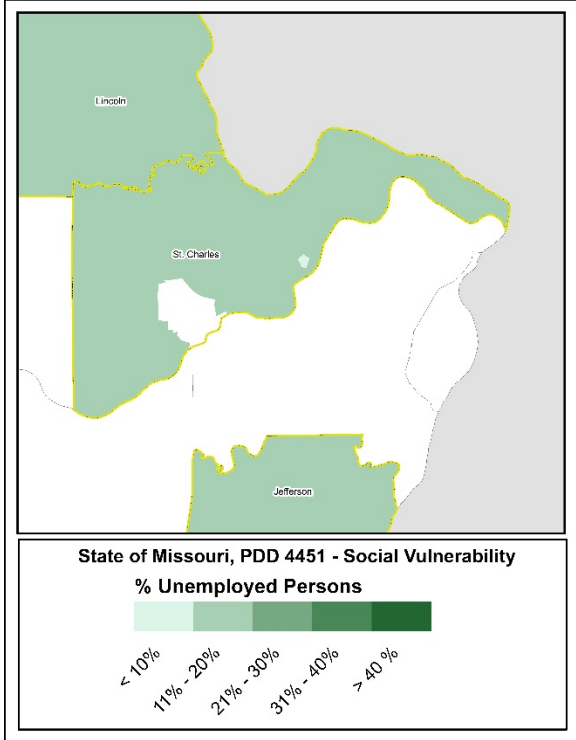 Lincoln
St. Charles
Jefferson
State of Missouri, PDD 4451 - Social Vulnerability
% Unemployed Persons
< 10%
11% - 20%
21% - 30%
31% - 40%
> 40 %